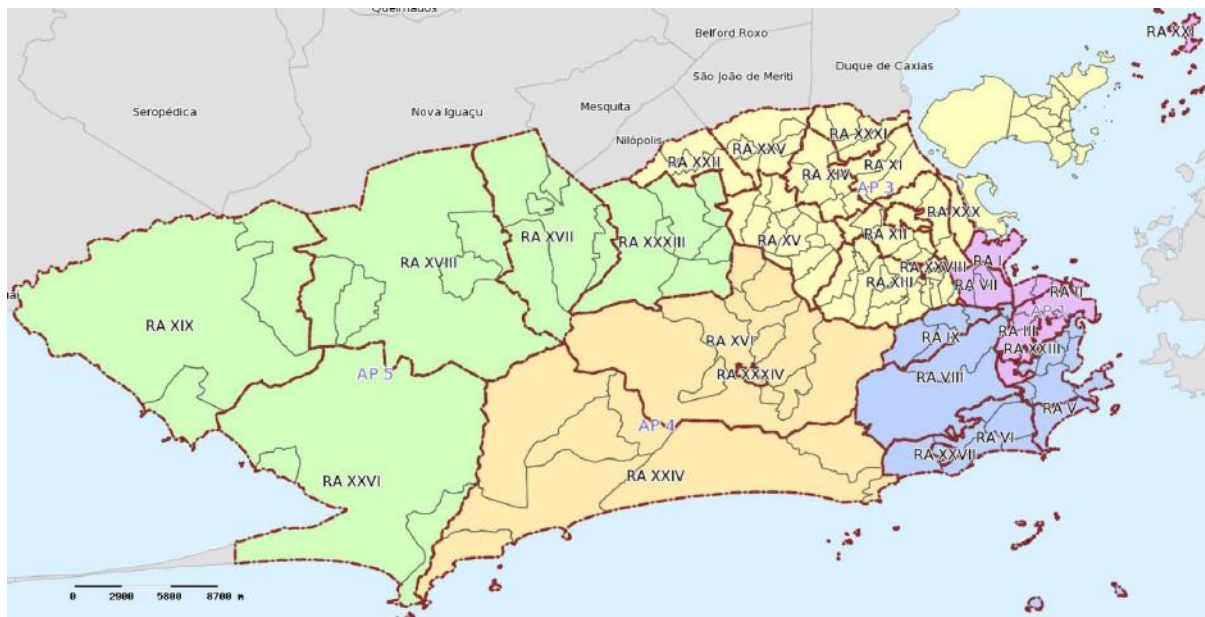 Queimados
Belford Roxo
RA XXI
Duque de Caxias
São João de Meriti
Seropédica
Nova Iguaçu
Mesquita
Nilópolis
RA XXXI
RA XXV
RA XXII
RA XI
RA XIV
AP 3
RA XXX
RA XVII
RA XII
RA XXXIII
RA XV
RA XVIII
RA I
RA XXVIII
RA XIII
RA VII
RA II
AP 1
RA XIX
RA III
RA IX
RA XVI
RA XXIII
AP 5
RA XXXIV
RA VIII
RA V
AP 4
RA VI
RA XXVII
RA XXIV
RA XXVI
0 2900 5800 8700 m